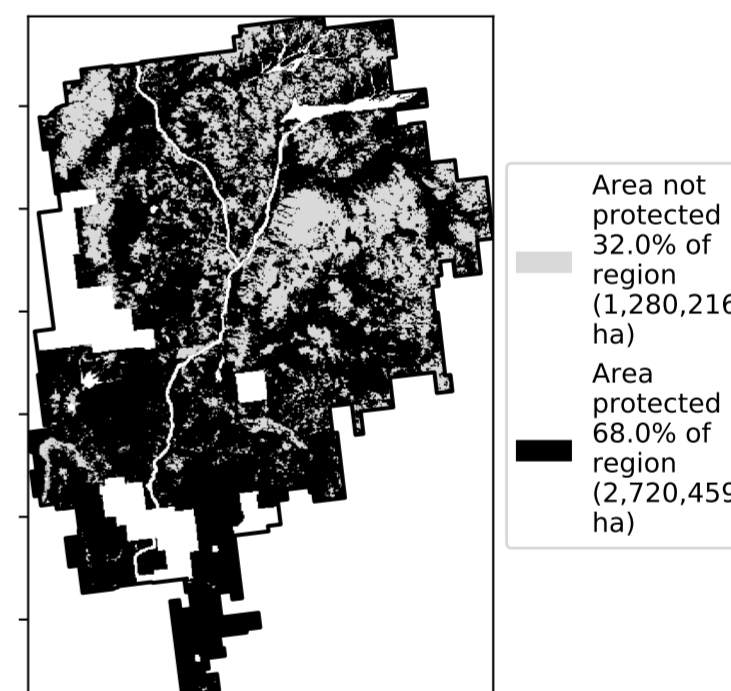 Area not
protected
32.0% of
region
(1,280,216
ha)
Area
protected
68.0% of
region
(2,720,459
ha)